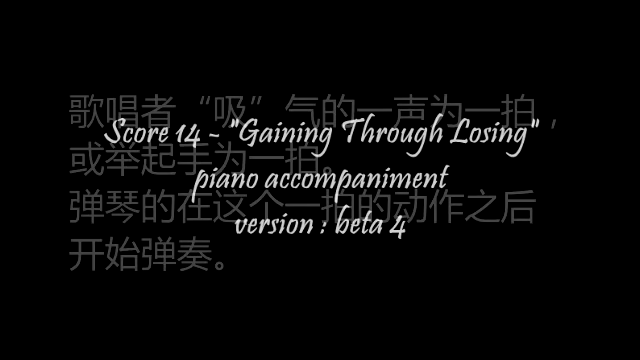 歌唱者“吸”气的一声为一拍，
或举起手为一拍。
弹琴的在这个一拍的动作之后
开始弹奏。
Score 14 - "Gaining Through Losing"
piano accompaniment
version : beta 4